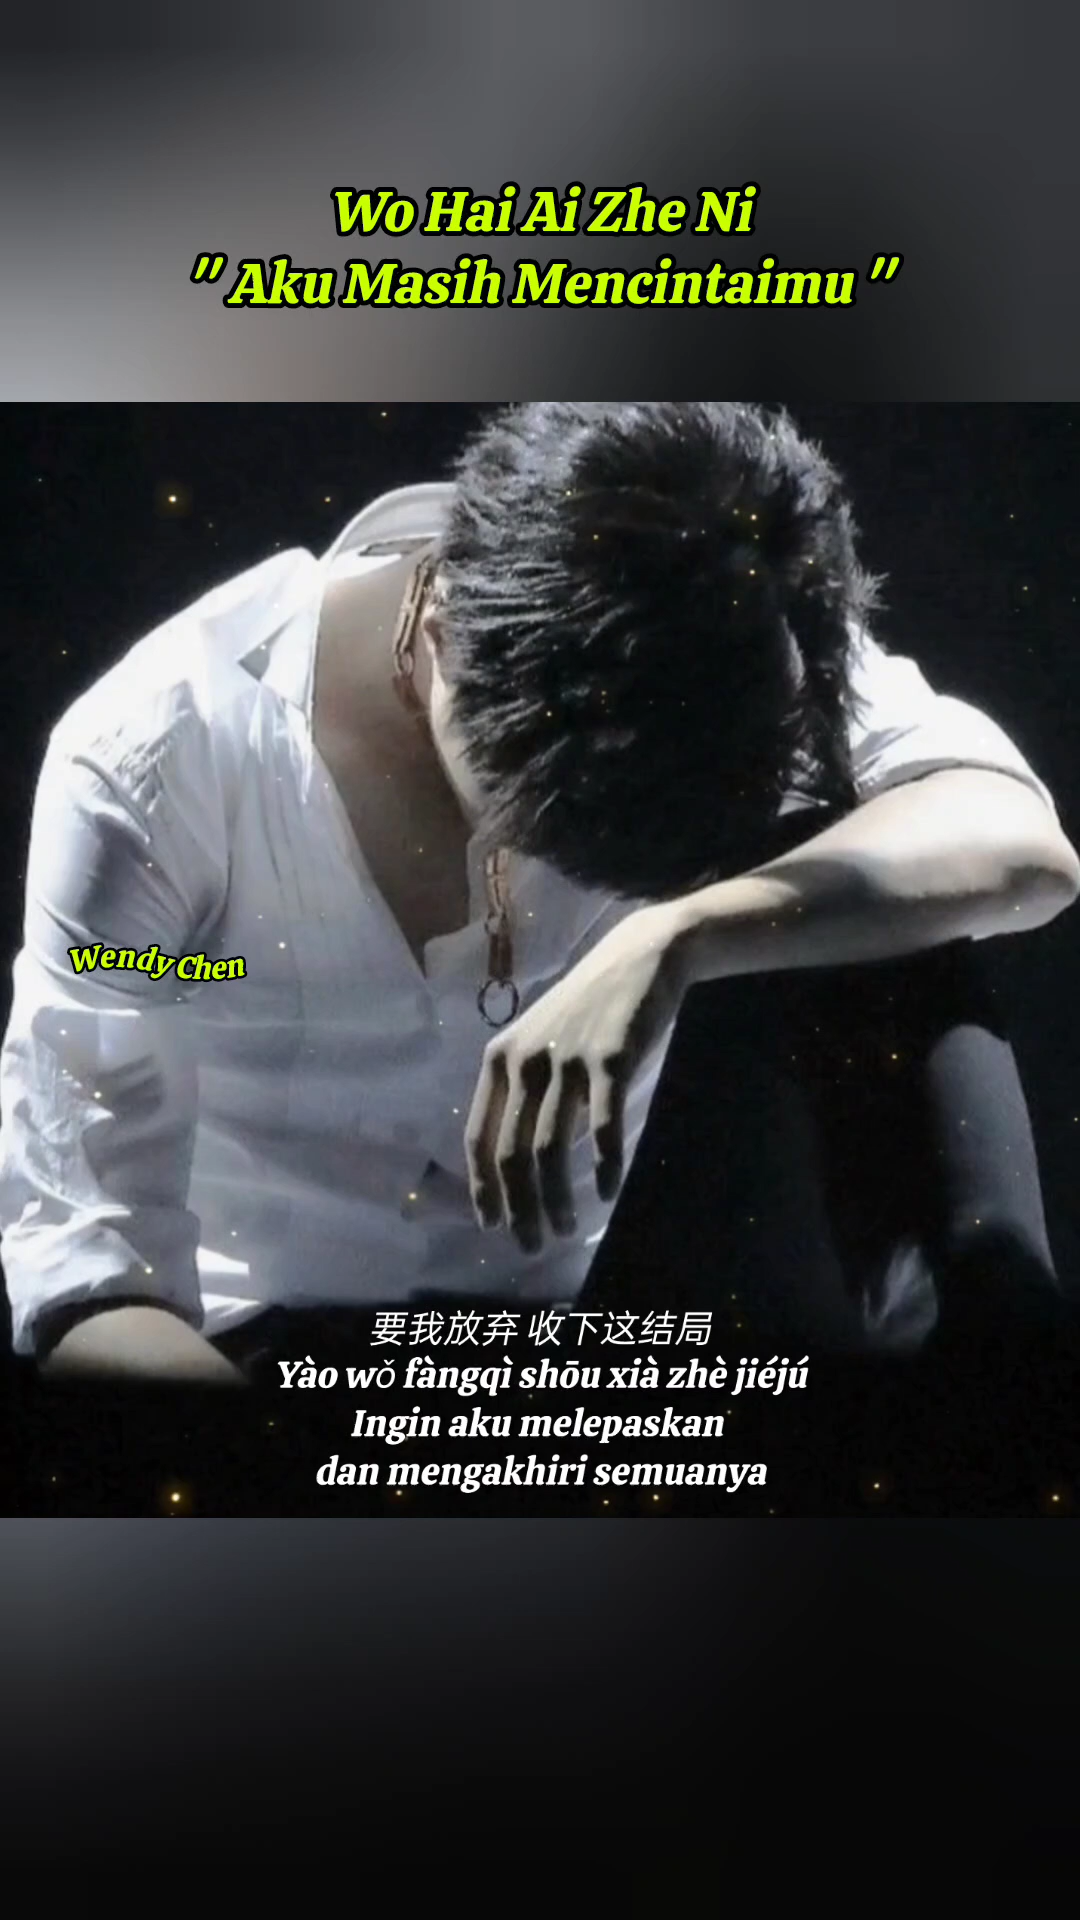 Wo Hai Ai Zhe Ni
" Aku Masih Mencintaimu "
Wendy Chen
要我放弃 收下这结局
Yào wǒ fàngqì shōu xià zhè jiéjú
Ingin aku melepaskan
dan mengakhiri semuanya